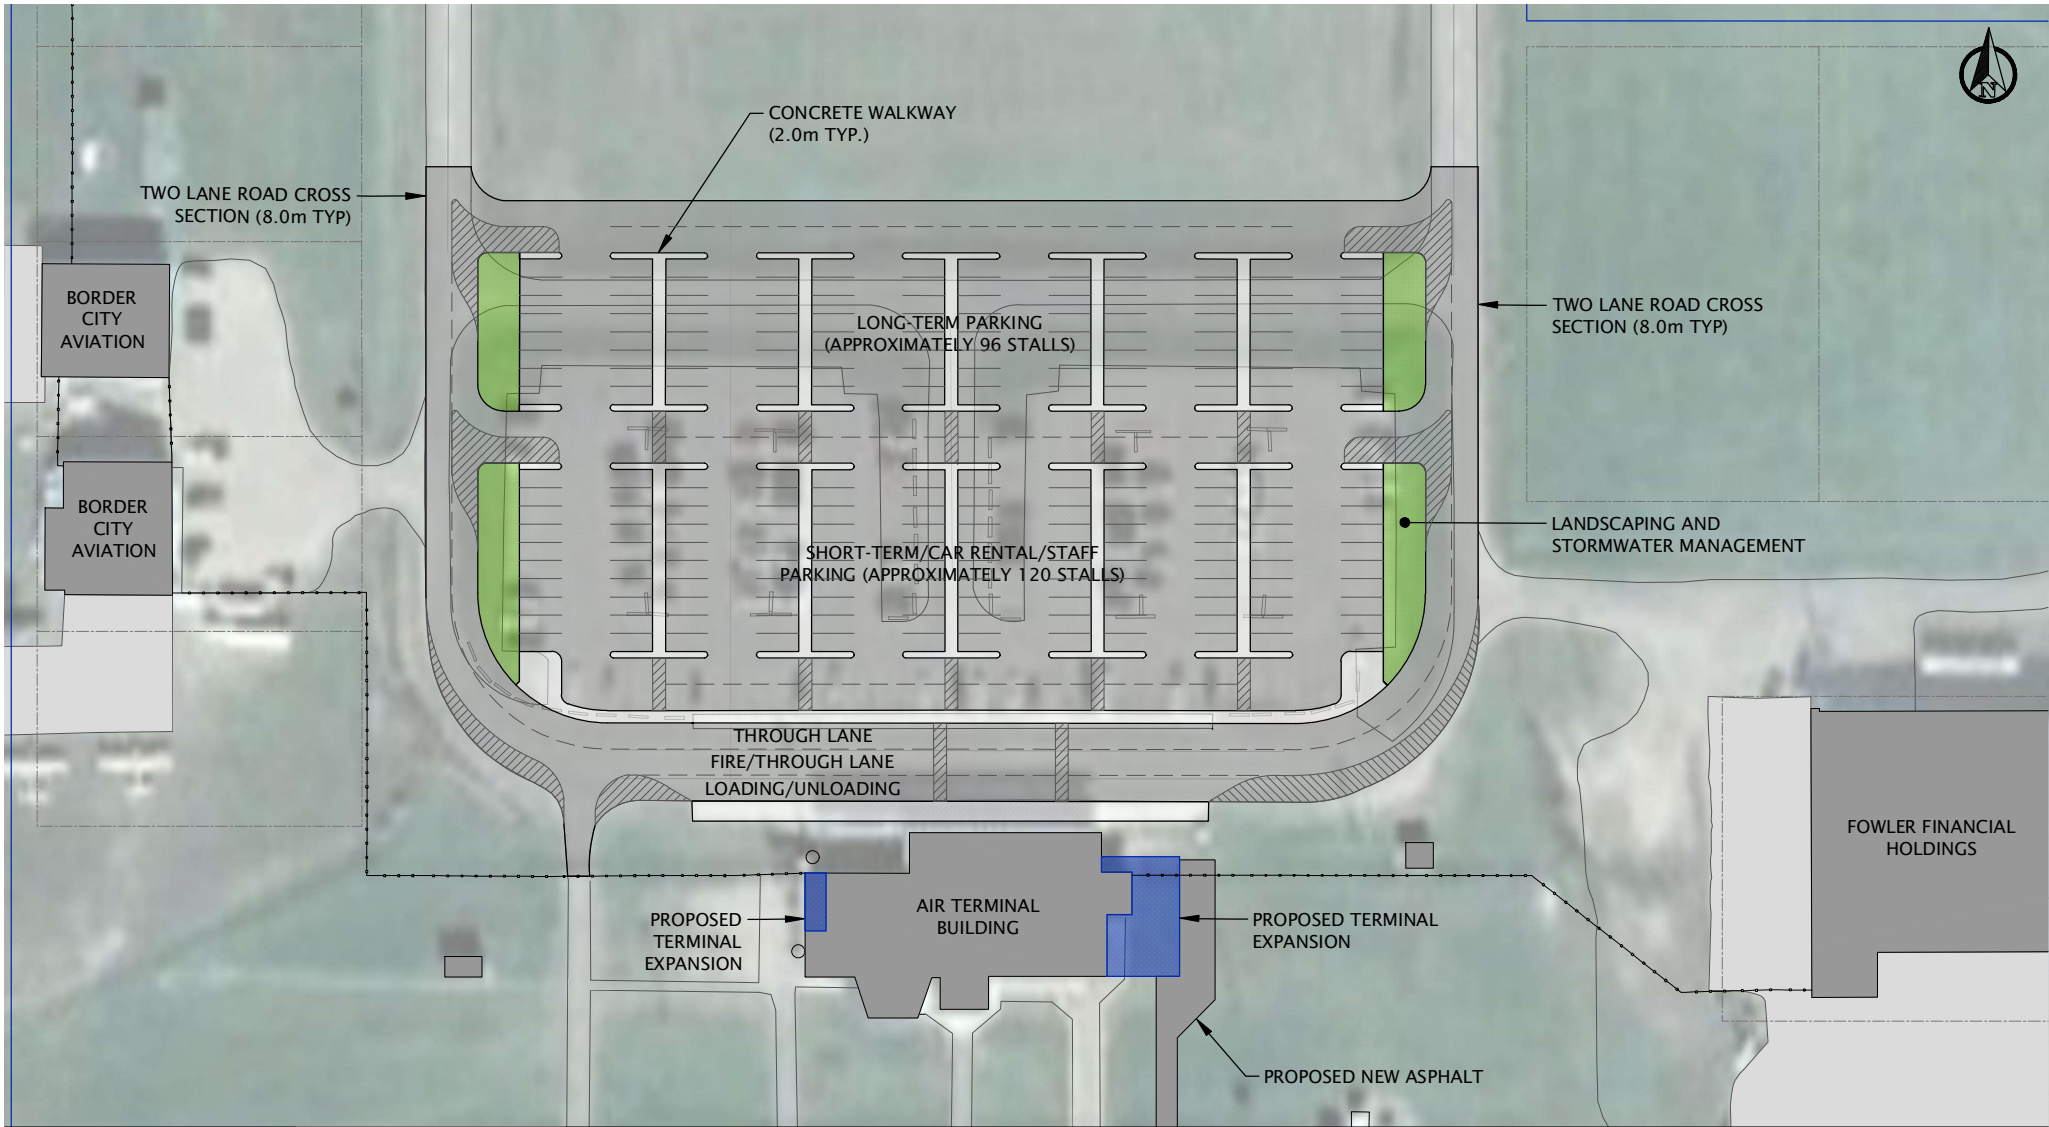 N
CONCRETE WALKWAY
(2.0m TYP.)
TWO LANE ROAD CROSS
SECTION (8.0m TYP)
BORDER
CITY
AVIATION
TWO LANE ROAD CROSS
SECTION (8.0m TYP)
LONG-TERM PARKING
(APPROXIMATELY 96 STALLS)
BORDER
CITY
AVIATION
LANDSCAPING AND
STORMWATER MANAGEMENT
SHORT-TERM/CAR RENTAL/STAFF
PARKING (APPROXIMATELY 120 STALLS)
THROUGH LANE
FIRE/THROUGH LANE
LOADING/UNLOADING
FOWLER FINANCIAL
HOLDINGS
PROPOSED
TERMINAL
EXPANSION
AIR TERMINAL
BUILDING
PROPOSED TERMINAL
EXPANSION
PROPOSED NEW ASPHALT